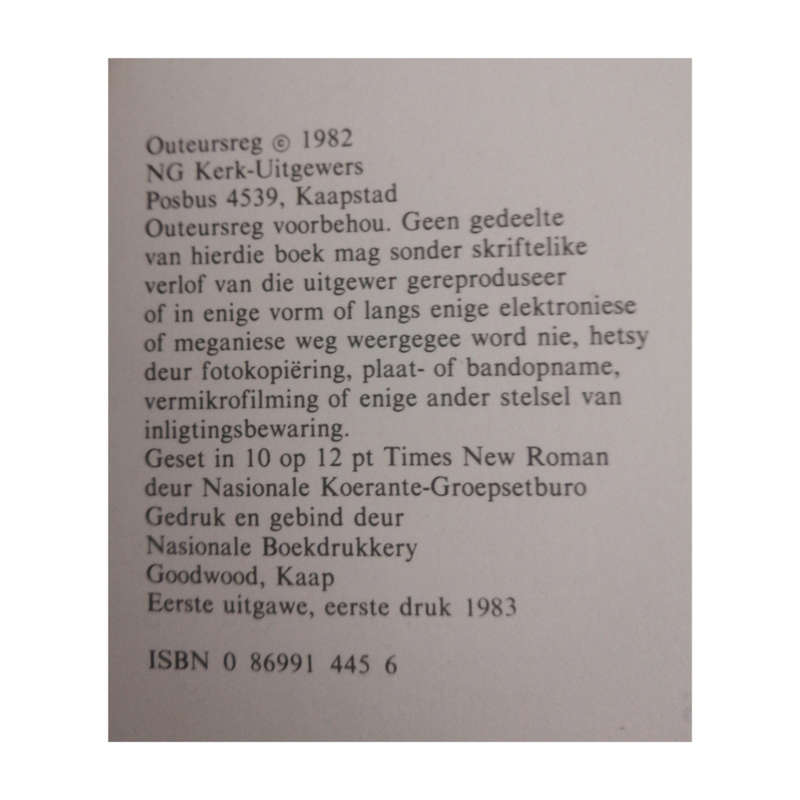 Outeursreg © 1982
NG Kerk-Uitgewers
Posbus 4539, Kaapstad
Outeursreg voorbehou. Geen gedeelte
van hierdie boek mag sonder skriftelike
verlof van die uitgewer gereproduseer
of in enige vorm of langs enige elektroniese
of meganiese weg weergegee word nie, hetsy
deur fotokopiëring, plaat- of bandopname,
vermikrofilming of enige ander stelsel van
inligtingsbewaring.
Geset in 10 op 12 pt Times New Roman
deur Nasionale Koerante-Groepsetburo
Gedruk en gebind deur
Nasionale Boekdrukkery
Goodwood, Kaap
Eerste uitgawe, eerste druk 1983
ISBN 0 86991 445 6